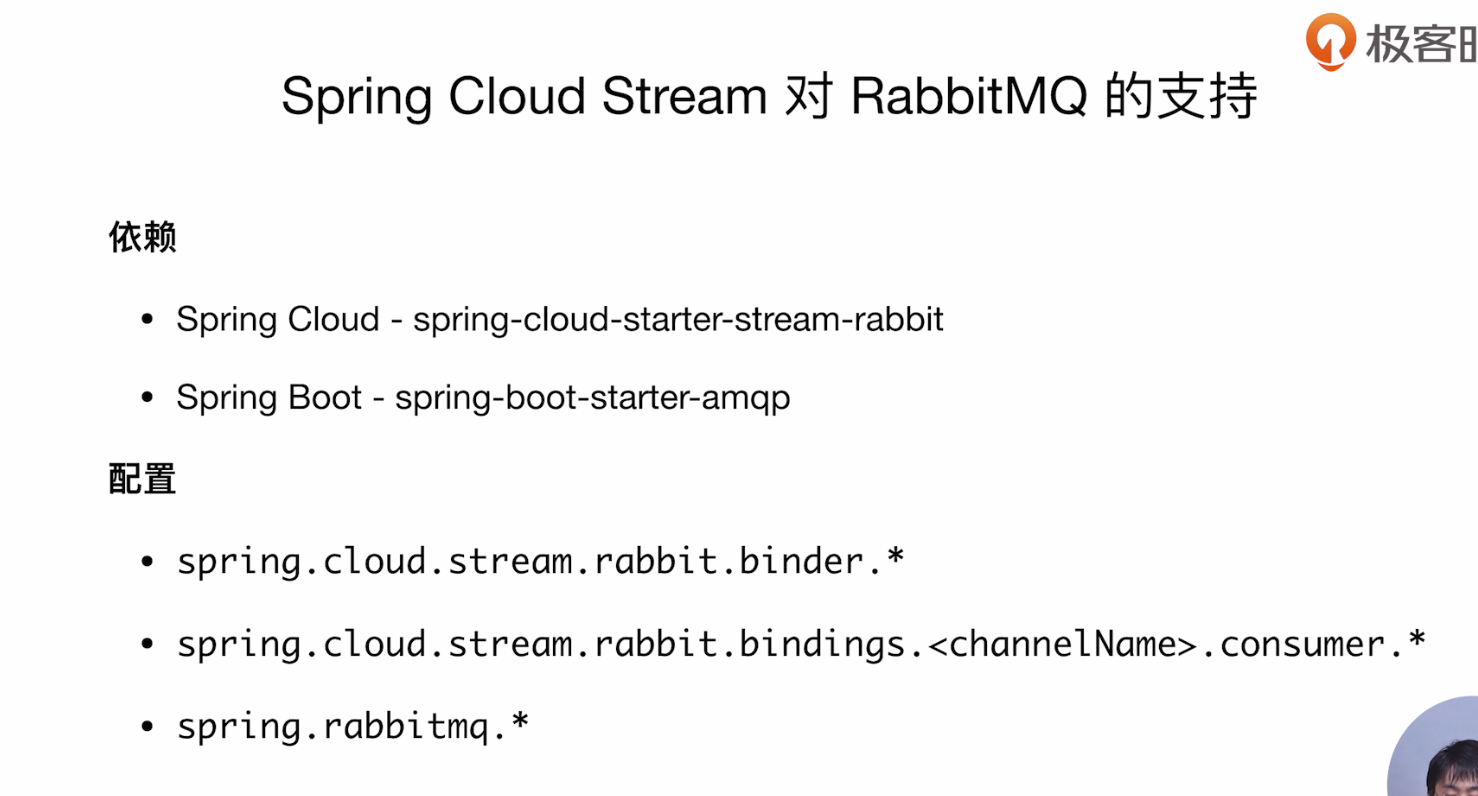 极客
Spring Cloud Stream 对 RabbitMQ 的支持
依赖
• Spring Cloud - spring-cloud-starter-stream-rabbit
• Spring Boot - spring-boot-starter-amqp
配置
• spring.cloud.stream.rabbit.binder.*
• spring.cloud.stream.rabbit.bindings.<channelName>.consumer.*
• spring.rabbitmq.*